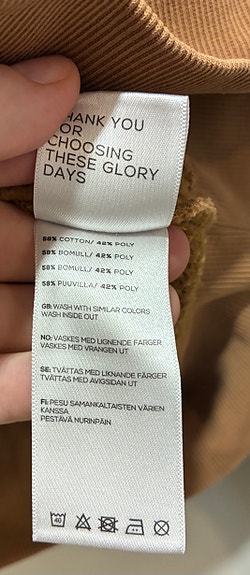 THANK YOU
FOR
CHOOSING
THESE GLORY
DAYS
58% COTTON/ 42% POLY
58% BOMULL/ 42% POLY
58% BOMULL/ 42% POLY
58% PUUVILLA/ 42% POLY
GB: WASH WITH SIMILAR COLORS
WASH INSIDE OUT
NO: VASKES MED LIGNENDE FARGER
VASKES MED VRANGEN UT
SE: TVÄTTAS MED LIKNANDE FÄRGER
TVÄTTAS MED AVIGSIDAN UT
FI: PESU SAMANKALTAISTEN VÄRIEN
KANSSA
PESTÄVÄ NURINPÄIN
40